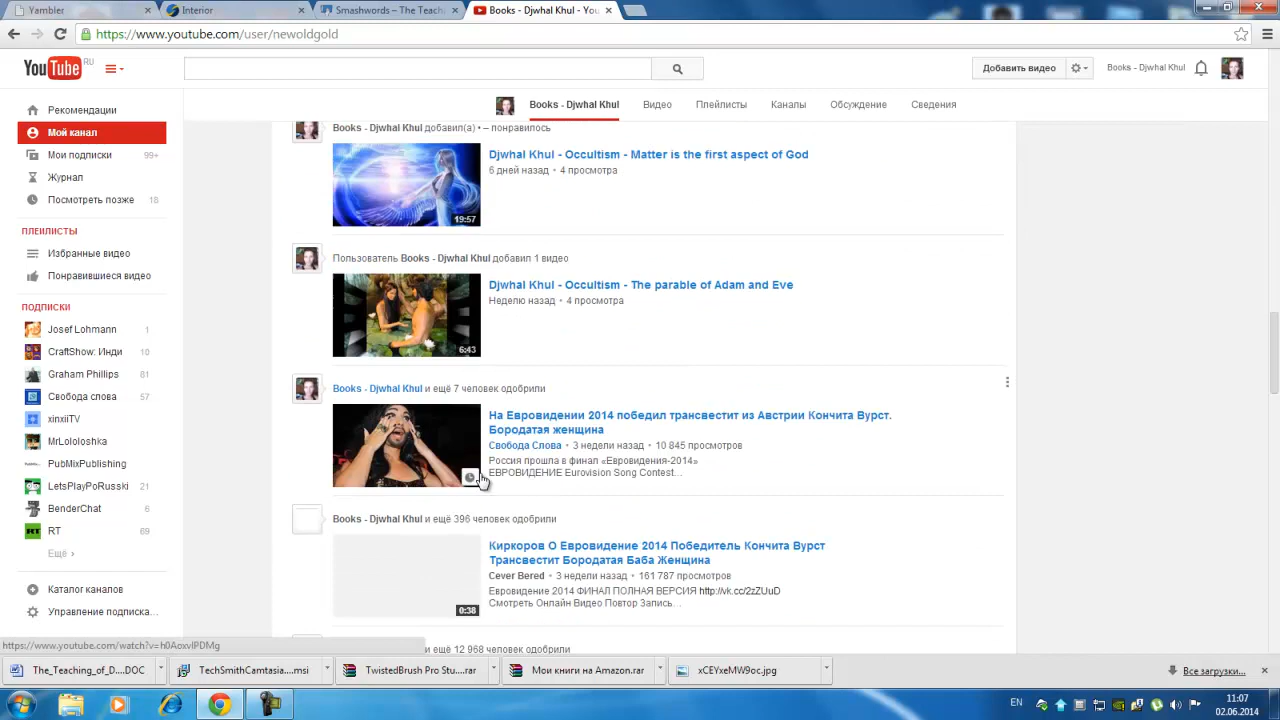 Yambler
Interior
Smashwords – The Teach
Books - Djwhal Khul - You
https://www.youtube.com/user/newoldgold
YouTube RU
Добавить видео
Books - Djwhal Khul
Books - Djwhal Khul
Видео
Плейлисты
Каналы
Обсуждение
Сведения
Рекомендации
Мой канал
Мои подписки 99+
Журнал
Посмотреть позже 18
ПЛЕЙЛИСТЫ
Избранные видео
Понравившиеся видео
ПОДПИСКИ
Josef Lohmann 1
CraftShow: Инди 10
Graham Phillips 81
Свобода слова 57
xinxiiTV
MrLololoshka
PubMixPublishing
LetsPlayPoRusski 21
BenderChat 6
RT 69
Ещё ›
Каталог каналов
Управление подписка...
Books - Djwhal Khul добавил(а) • – понравилось
Djwhal Khul - Occultism - Matter is the first aspect of God
6 дней назад • 4 просмотра
19:57
Пользователь Books - Djwhal Khul добавил 1 видео
Djwhal Khul - Occultism - The parable of Adam and Eve
Неделю назад • 4 просмотра
6:43
Books - Djwhal Khul и ещё 7 человек одобрили
На Евровидении 2014 победил трансвестит из Австрии Кончита Вурст.
Бородатая женщина
Свобода Слова • 3 недели назад • 10 845 просмотров
Россия прошла в финал «Евровидения-2014»
ЕВРОВИДЕНИЕ Eurovision Song Contest...
Books - Djwhal Khul и ещё 396 человек одобрили
Киркоров О Евровидение 2014 Победитель Кончита Вурст
Трансвестит Бородатая Баба Женщина
Cever Bered • 3 недели назад • 161 787 просмотров
Евровидение 2014 ФИНАЛ ПОЛНАЯ ВЕРСИЯ http://vk.cc/2zZUuD
Смотреть Онлайн Видео Повтор Запись...
0:38
и ещё 12 968 человек одобрили
https://www.youtube.com/watch?v=h0AoxvlPDMg
The_Teaching_of_D....DOC
TechSmithCamtasia....msi
TwistedBrush Pro Stu....rar
Мои книги на Amazon.rar
xCEYxeMW9oc.jpg
Все загрузки...
EN
11:07
02.06.2014